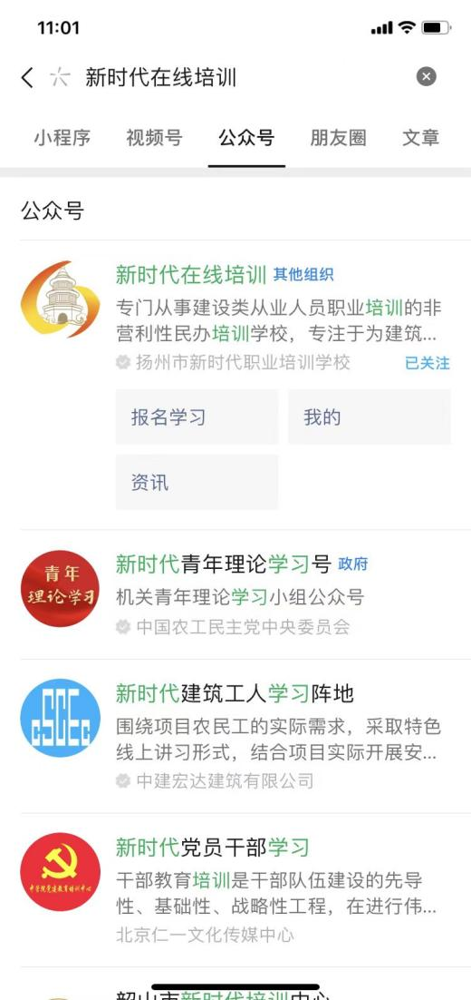 11:01
新时代在线培训
小程序 视频号 公众号 朋友圈 文章
公众号
新时代在线培训 其他组织
专门从事建设类从业人员职业培训的非
营利性民办培训学校，专注于为建筑...
扬州市新时代职业培训学校 已关注
报名学习 我的
资讯
青年
理论学习
新时代青年理论学习号 政府
机关青年理论学习小组公众号
中国农工民主党中央委员会
CSCEC
新时代建筑工人学习阵地
围绕项目农民工的实际需求，采取特色
线上讲习形式，结合项目实际开展安...
中建宏达建筑有限公司
新时代党员干部学习
干部教育培训是干部队伍建设的先导
性、基础性、战略性工程，在进行伟...
北京仁一文化传媒中心
韶山市新时代培训中心